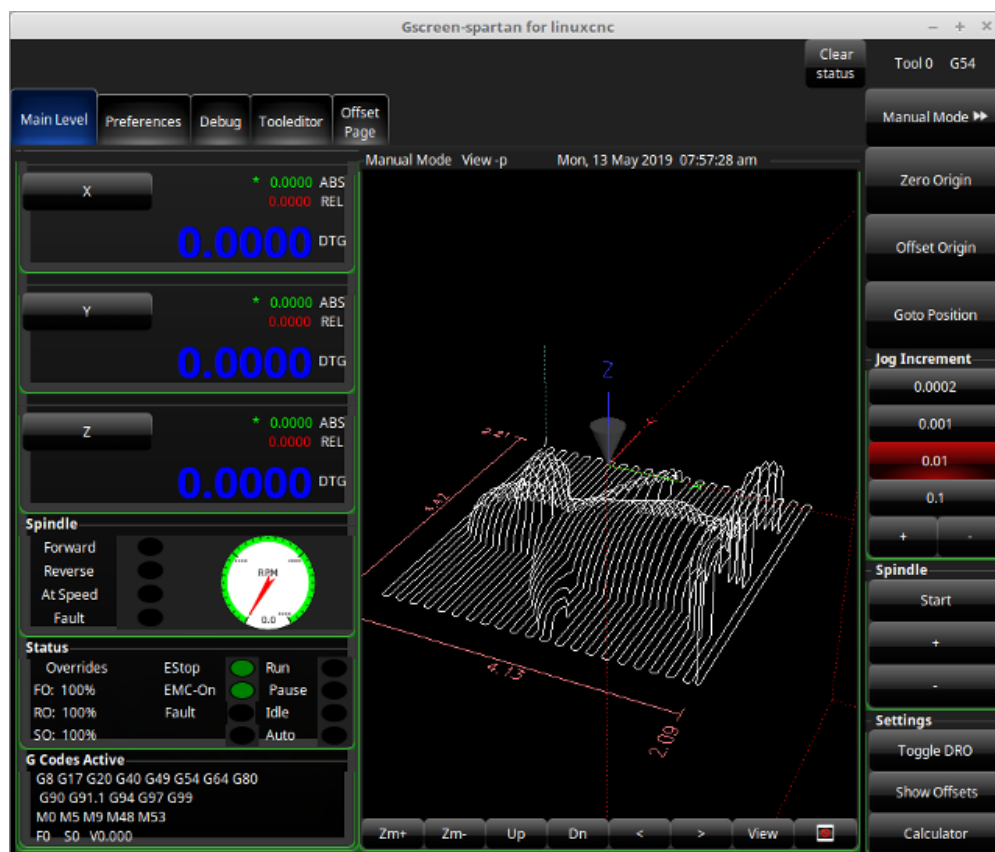 Gscreen-spartan for linuxcnc
Clear
status
Tool 0 G54
Main Level
Preferences
Debug
Tooleditor
Offset
Page
Manual Mode
Manual Mode View -p Mon, 13 May 2019 07:57:28 am
X
* 0.0000 ABS
0.0000 REL
0.0000 DTG
Y
* 0.0000 ABS
0.0000 REL
0.0000 DTG
Z
* 0.0000 ABS
0.0000 REL
0.0000 DTG
Spindle
Forward
Reverse
At Speed
Fault
RPM
0.0
Status
Overrides EStop Run
FO: 100% EMC-On Pause
RO: 100% Fault Idle
SO: 100% Auto
G Codes Active
G8 G17 G20 G40 G49 G54 G64 G80
G90 G91.1 G94 G97 G99
M0 M5 M9 M48 M53
F0 S0 V0.000
Z
4.13
2.09
Zm+ Zm- Up Dn < > View
Zero Origin
Offset Origin
Goto Position
Jog Increment
0.0002
0.001
0.01
0.1
+ -
Spindle
Start
+
-
Settings
Toggle DRO
Show Offsets
Calculator